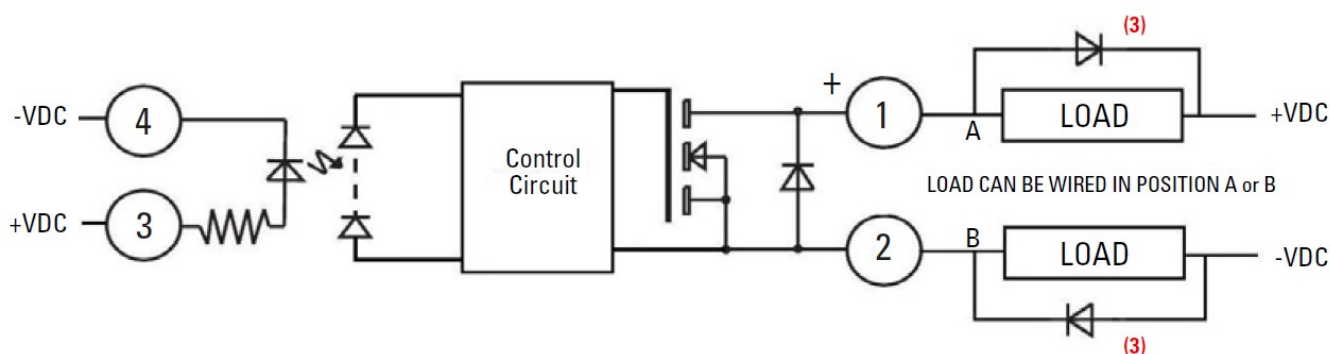 (3)
-VDC
4
+
1
A
LOAD
+VDC
Control
Circuit
LOAD CAN BE WIRED IN POSITION A or B
+VDC
3
2
B
LOAD
-VDC
(3)